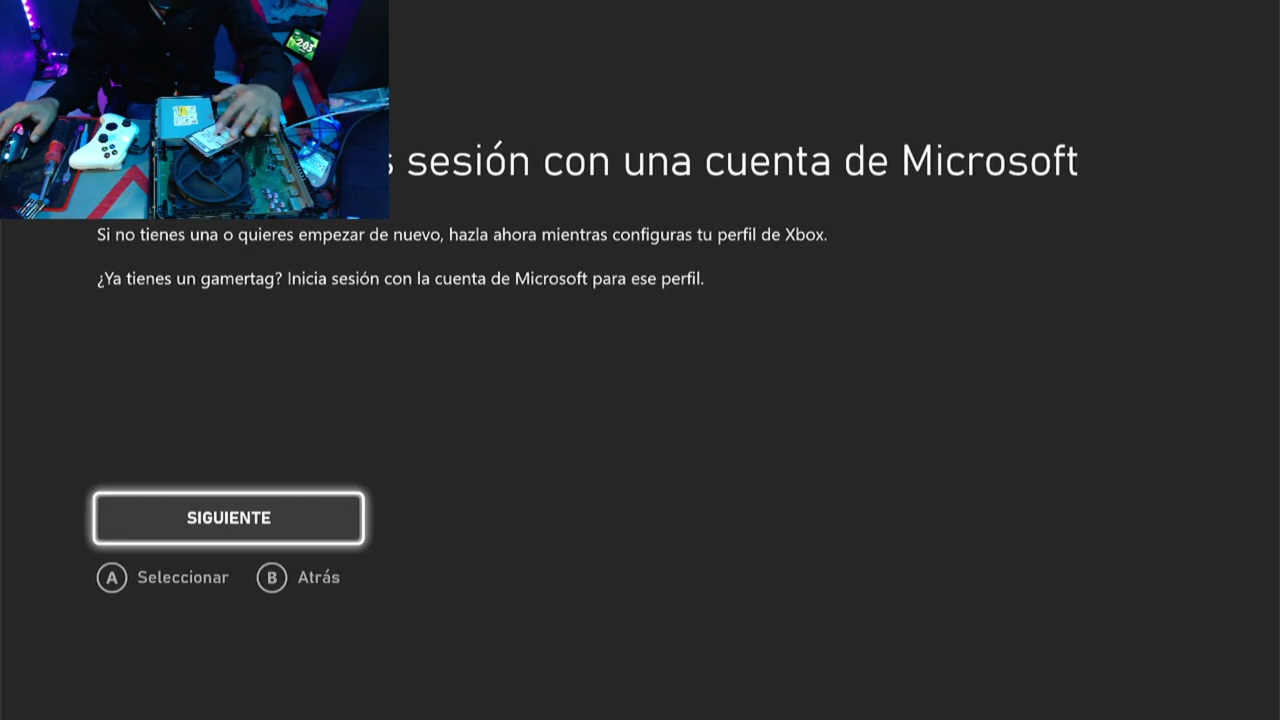 sesión con una cuenta de Microsoft
Si no tienes una o quieres empezar de nuevo, hazla ahora mientras configuras tu perfil de Xbox.
¿Ya tienes un gamertag? Inicia sesión con la cuenta de Microsoft para ese perfil.
SIGUIENTE
A Seleccionar B Atrás
2:03